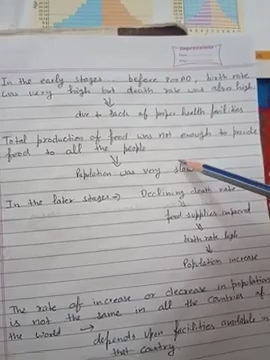 In the early stages.. before 1200 AD, birth rate
was very high but death rate was also high
due to lack of proper health facilities
Total production of food was not enough to provide
food to all the people
Population was very slow
In the later stages → Declining death rate
food supplies improved
birth rate high
Population increase
The rate of increase or decrease in population
is not the same in all the countries of
the world →
depends upon facilities available in
that country